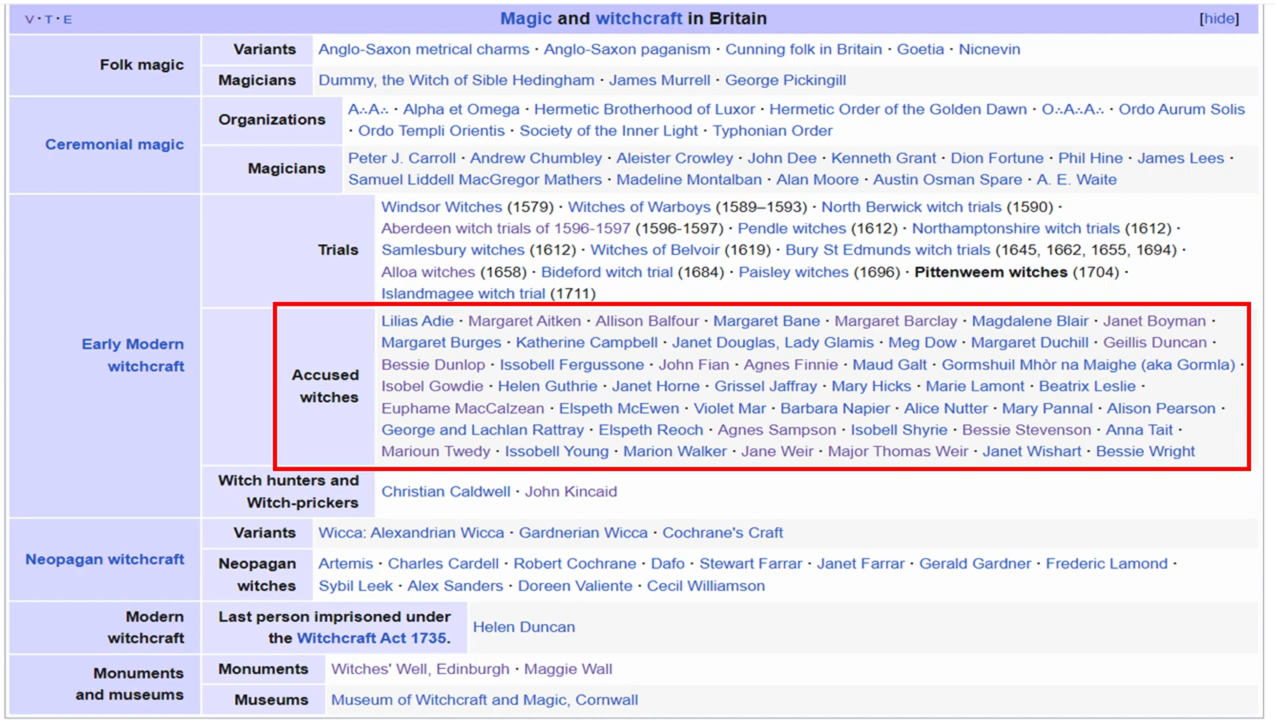 V · T · E
Magic and witchcraft in Britain
[hide]
Folk magic
Variants
Anglo-Saxon metrical charms · Anglo-Saxon paganism · Cunning folk in Britain · Goetia · Nicnevin
Magicians
Dummy, the Witch of Sible Hedingham · James Murrell · George Pickingill
Ceremonial magic
Organizations
A∴A∴ · Alpha et Omega · Hermetic Brotherhood of Luxor · Hermetic Order of the Golden Dawn · O∴A∴A∴ · Ordo Aurum Solis
· Ordo Templi Orientis · Society of the Inner Light · Typhonian Order
Magicians
Peter J. Carroll · Andrew Chumbley · Aleister Crowley · John Dee · Kenneth Grant · Dion Fortune · Phil Hine · James Lees ·
Samuel Liddell MacGregor Mathers · Madeline Montalban · Alan Moore · Austin Osman Spare · A. E. Waite
Early Modern
witchcraft
Trials
Windsor Witches (1579) · Witches of Warboys (1589–1593) · North Berwick witch trials (1590) ·
Aberdeen witch trials of 1596-1597 (1596-1597) · Pendle witches (1612) · Northamptonshire witch trials (1612) ·
Samlesbury witches (1612) · Witches of Belvoir (1619) · Bury St Edmunds witch trials (1645, 1662, 1655, 1694) ·
Alloa witches (1658) · Bideford witch trial (1684) · Paisley witches (1696) · Pittenweem witches (1704) ·
Islandmagee witch trial (1711)
Accused
witches
Lilias Adie · Margaret Aitken · Allison Balfour · Margaret Bane · Margaret Barclay · Magdalene Blair · Janet Boyman ·
Margaret Burges · Katherine Campbell · Janet Douglas, Lady Glamis · Meg Dow · Margaret Duchill · Geillis Duncan ·
Bessie Dunlop · Issobell Fergussone · John Fian · Agnes Finnie · Maud Galt · Gormshuil Mhòr na Maighe (aka Gormla) ·
Isobel Gowdie · Helen Guthrie · Janet Horne · Grissel Jaffray · Mary Hicks · Marie Lamont · Beatrix Leslie ·
Euphame MacCalzean · Elspeth McEwen · Violet Mar · Barbara Napier · Alice Nutter · Mary Pannal · Alison Pearson ·
George and Lachlan Rattray · Elspeth Reoch · Agnes Sampson · Isobell Shyrie · Bessie Stevenson · Anna Tait ·
Marioun Twedy · Issobell Young · Marion Walker · Jane Weir · Major Thomas Weir · Janet Wishart · Bessie Wright
Witch hunters and
Witch-prickers
Christian Caldwell · John Kincaid
Neopagan witchcraft
Variants
Wicca: Alexandrian Wicca · Gardnerian Wicca · Cochrane's Craft
Neopagan
witches
Artemis · Charles Cardell · Robert Cochrane · Dafo · Stewart Farrar · Janet Farrar · Gerald Gardner · Frederic Lamond ·
Sybil Leek · Alex Sanders · Doreen Valiente · Cecil Williamson
Modern
witchcraft
Last person imprisoned under
the Witchcraft Act 1735.
Helen Duncan
Monuments
and museums
Monuments
Witches' Well, Edinburgh · Maggie Wall
Museums
Museum of Witchcraft and Magic, Cornwall